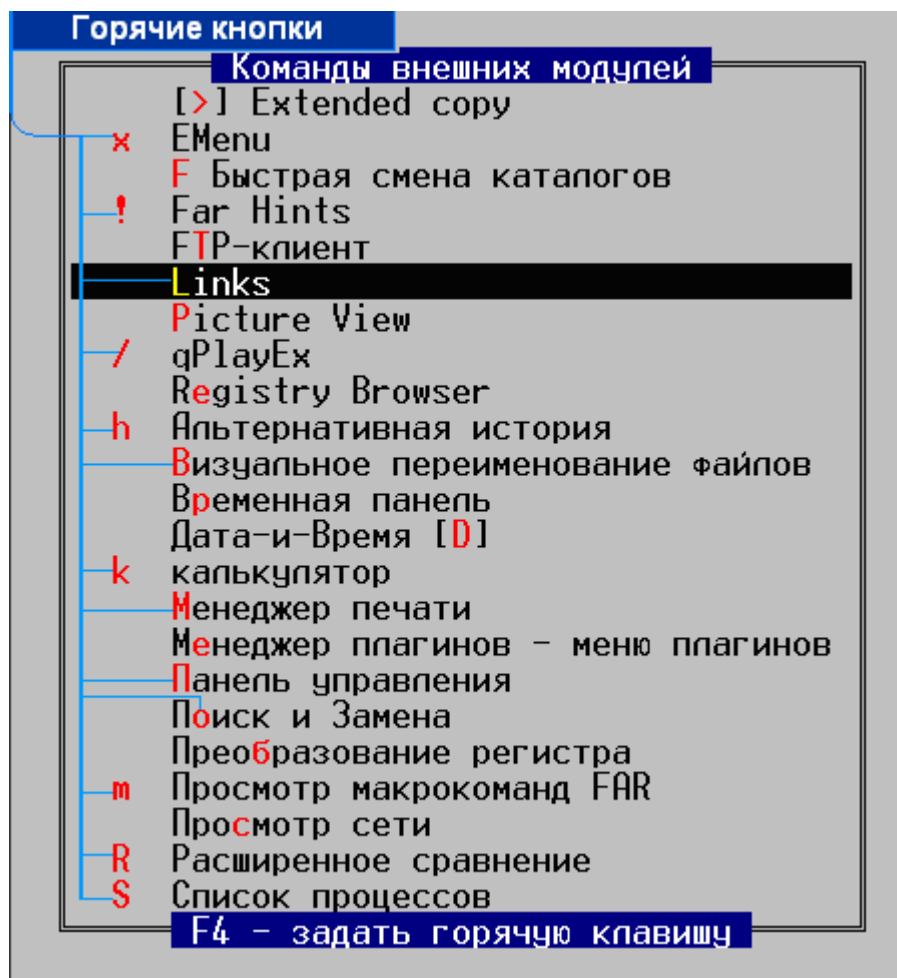 Горячие кнопки
Команды внешних модулей
[>] Extended copy
x EMenu
F Быстрая смена каталогов
! Far Hints
FTP-клиент
Links
Picture View
/ qPlayEx
Registry Browser
h Альтернативная история
Визуальное переименование файлов
Временная панель
Дата-и-Время [D]
k калькулятор
Менеджер печати
Менеджер плагинов - меню плагинов
Панель управления
Поиск и Замена
Преобразование регистра
m Просмотр макрокоманд FAR
Просмотр сети
R Расширенное сравнение
S Список процессов
F4 - задать горячую клавишу